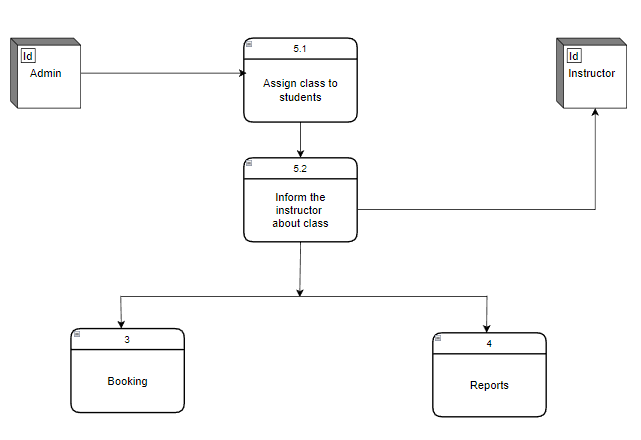 Id
Admin
5.1
Assign class to
students
Id
Instructor
5.2
Inform the
instructor
about class
3
Booking
4
Reports